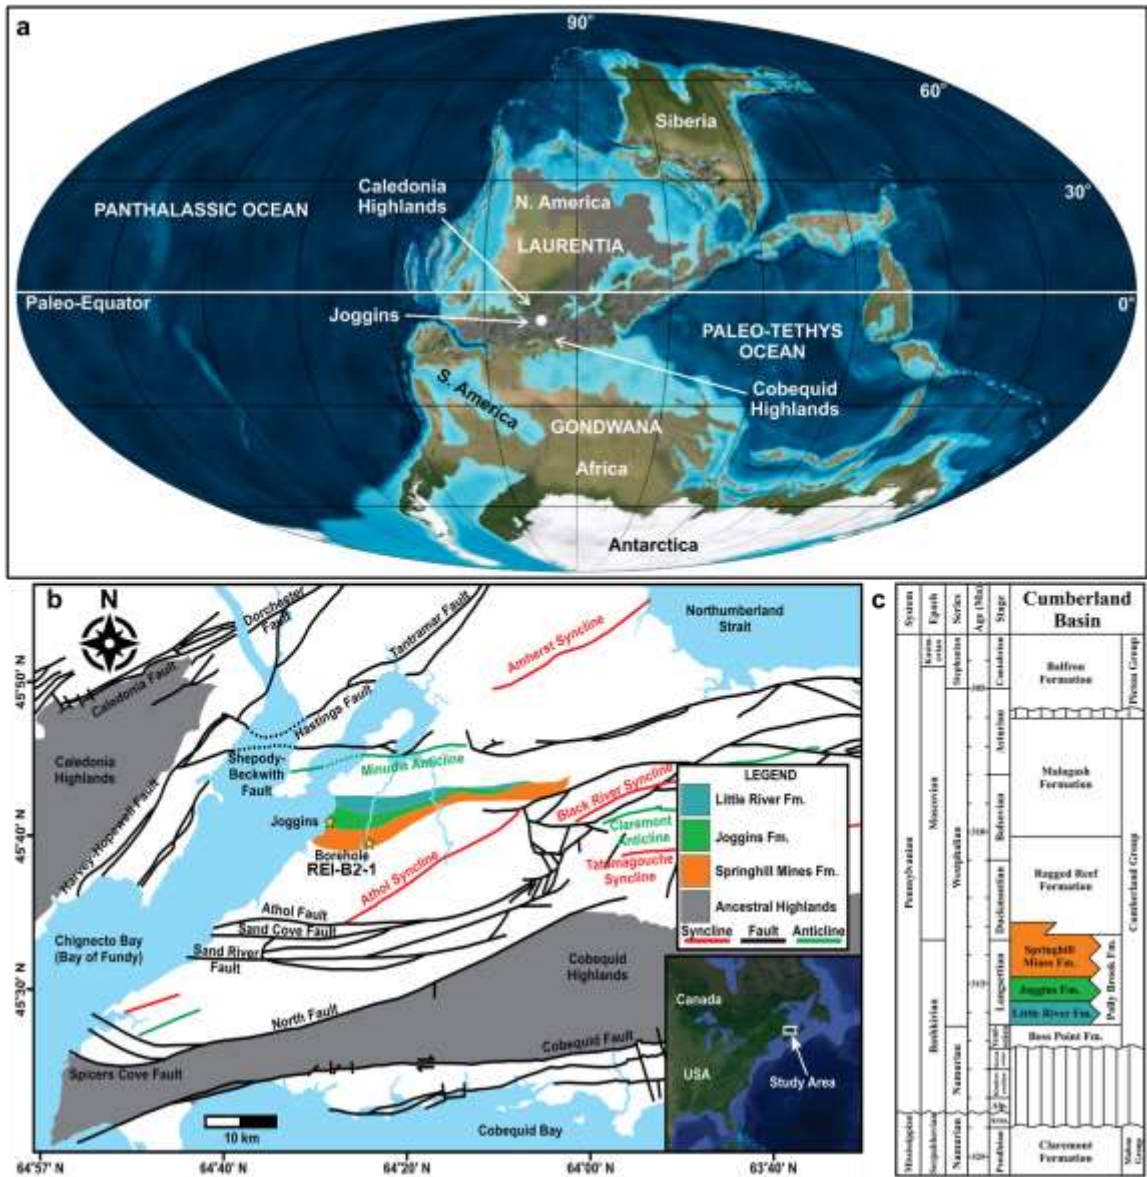 a
90°
60°
Siberia
Caledonia
Highlands
N. America
30°
PANTHALASSIC OCEAN
LAURENTIA
Paleo-Equator
0°
Joggins
PALEO-TETHYS
OCEAN
S. America
Cobequid
Highlands
GONDWANA
Africa
Antarctica
b
N
Dorchester
Fault
Tantramar Fault
Northumberland
Strait
Amherst Syncline
45°50' N
Caledonia Fault
Hastings Fault
Caledonia
Highlands
Shepody-
Beckwith
Fault
Minudie Anticline
Harvey-Hopewell Fault
Joggins
45°40' N
Borehole
REI-B2-1
Black River Syncline
Claremont
Anticline
Tatamagouche
Syncline
Athol Syncline
LEGEND
Little River Fm.
Joggins Fm.
Springhill Mines Fm.
Ancestral Highlands
Syncline Fault Anticline
Athol Fault
Sand Cove Fault
Sand River
Fault
Chignecto Bay
(Bay of Fundy)
Cobequid
Highlands
45°30' N
North Fault
Cobequid Fault
Spicers Cove Fault
Canada
USA
Study Area
10 km
Cobequid Bay
64°57' N
64°40' N
64°20' N
64°00' N
63°40' N
c
System
Epoch
Series
Age (Ma)
Stage
Cumberland
Basin
Stephanian
Cantabrian
Balfron
Formation
Pictou Group
Asturian
Malagash
Formation
Bolsovian
Moscovian
Westphalian
310
Pennsylvanian
Ragged Reef
Formation
Cumberland Group
Duckmantian
Springhill
Mines Fm.
Langsettian
Joggins Fm.
Polly Brook Fm.
Little River Fm.
Bashkirian
Boss Point Fm.
Namurian
Mississippian
Serpukhovian
Namurian
320
Pendleian
Claremont
Formation
Mabou
Group